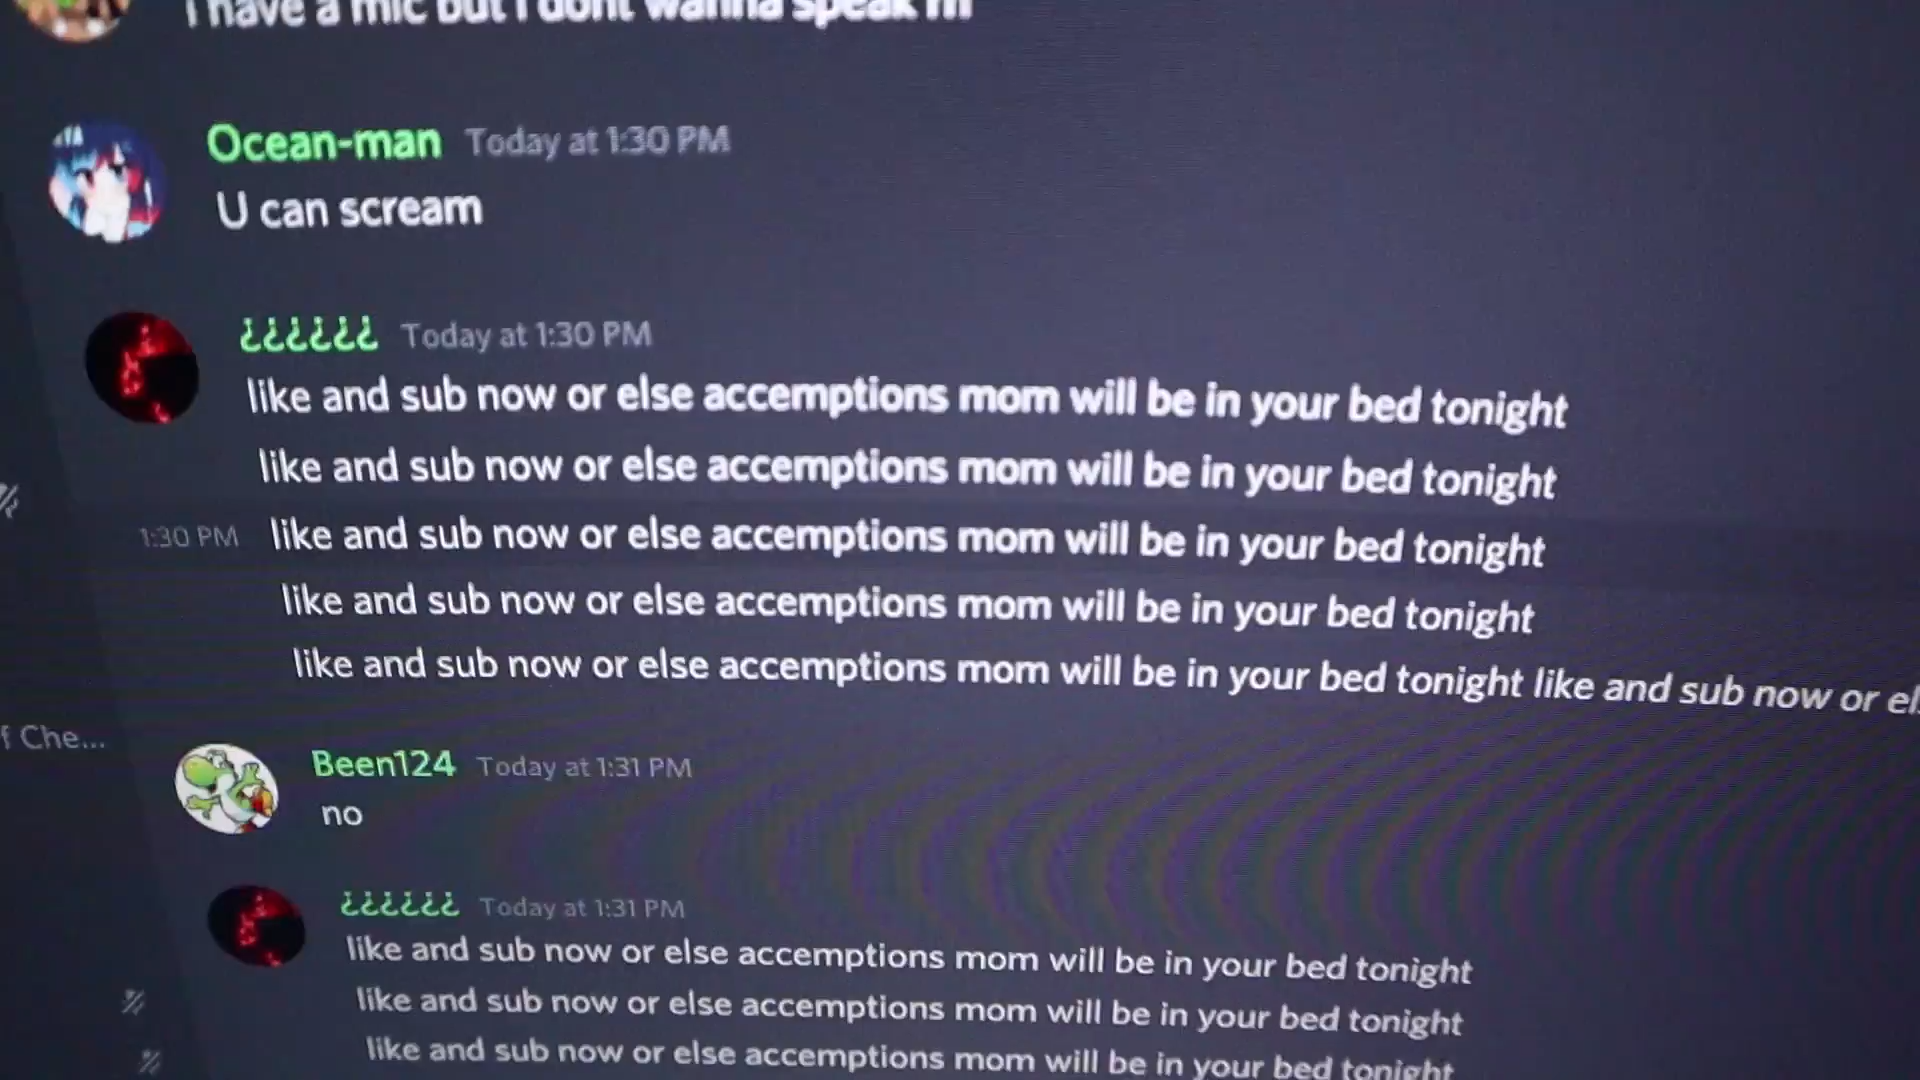 i have a mic but i dont wanna speak
Ocean-man Today at 1:30 PM
U can scream
¿¿¿¿¿¿ Today at 1:30 PM
like and sub now or else accemptions mom will be in your bed tonight
like and sub now or else accemptions mom will be in your bed tonight
1:30 PM like and sub now or else accemptions mom will be in your bed tonight
like and sub now or else accemptions mom will be in your bed tonight
like and sub now or else accemptions mom will be in your bed tonight like and sub now or el
f Che...
Been124 Today at 1:31 PM
no
¿¿¿¿¿¿ Today at 1:31 PM
like and sub now or else accemptions mom will be in your bed tonight
like and sub now or else accemptions mom will be in your bed tonight
like and sub now or else accemptions mom will be in your bed tonight